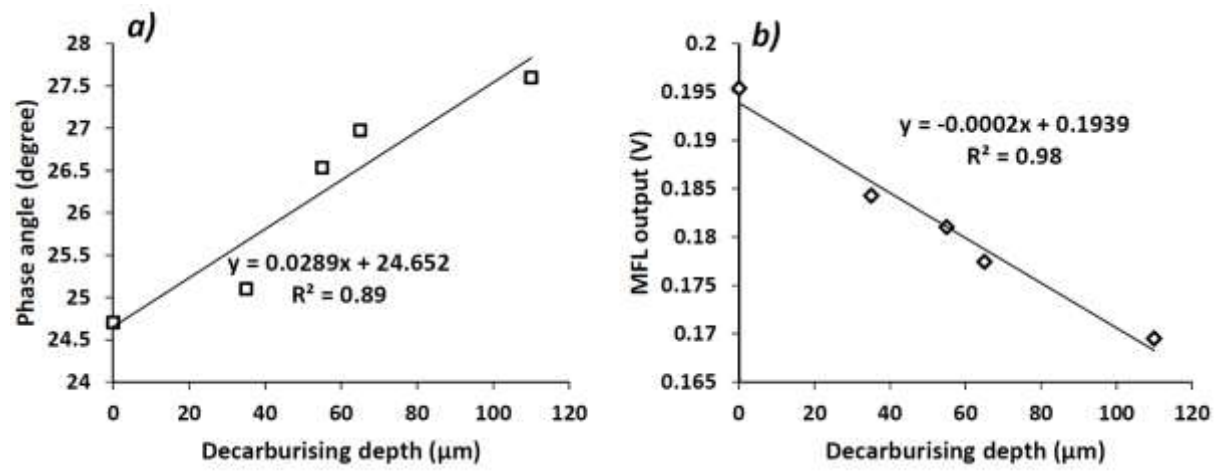 a)
Phase angle (degree)
28
27.5
27
26.5
26
25.5
25
24.5
24
y = 0.0289x + 24.652
R² = 0.89
0 20 40 60 80 100 120
Decarburising depth (µm)
b)
MFL output (V)
0.2
0.195
0.19
0.185
0.18
0.175
0.17
0.165
y = -0.0002x + 0.1939
R² = 0.98
0 20 40 60 80 100 120
Decarburising depth (µm)